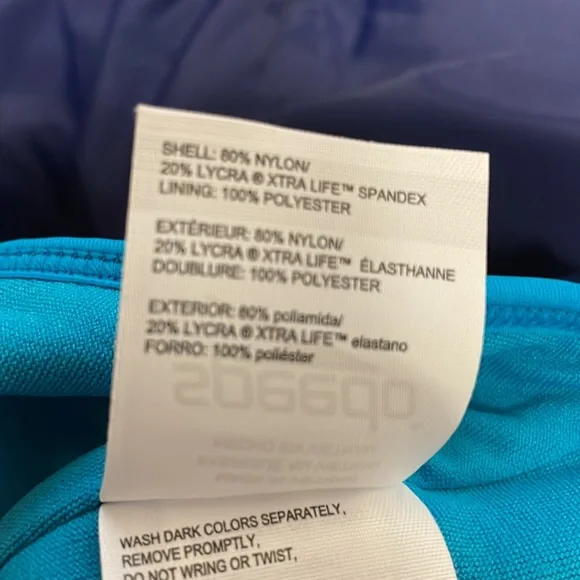 SHELL: 80% NYLON/
20% LYCRA ® XTRA LIFE™ SPANDEX
LINING: 100% POLYESTER
EXTÉRIEUR: 80% NYLON/
20% LYCRA ® XTRA LIFE™ ÉLASTHANNE
DOUBLURE: 100% POLYESTER
EXTERIOR: 80% poliamida/
20% LYCRA ® XTRA LIFE™ elastano
FORRO: 100% poliéster
speedo
WASH DARK COLORS SEPARATELY,
REMOVE PROMPTLY,
DO NOT WRING OR TWIST,